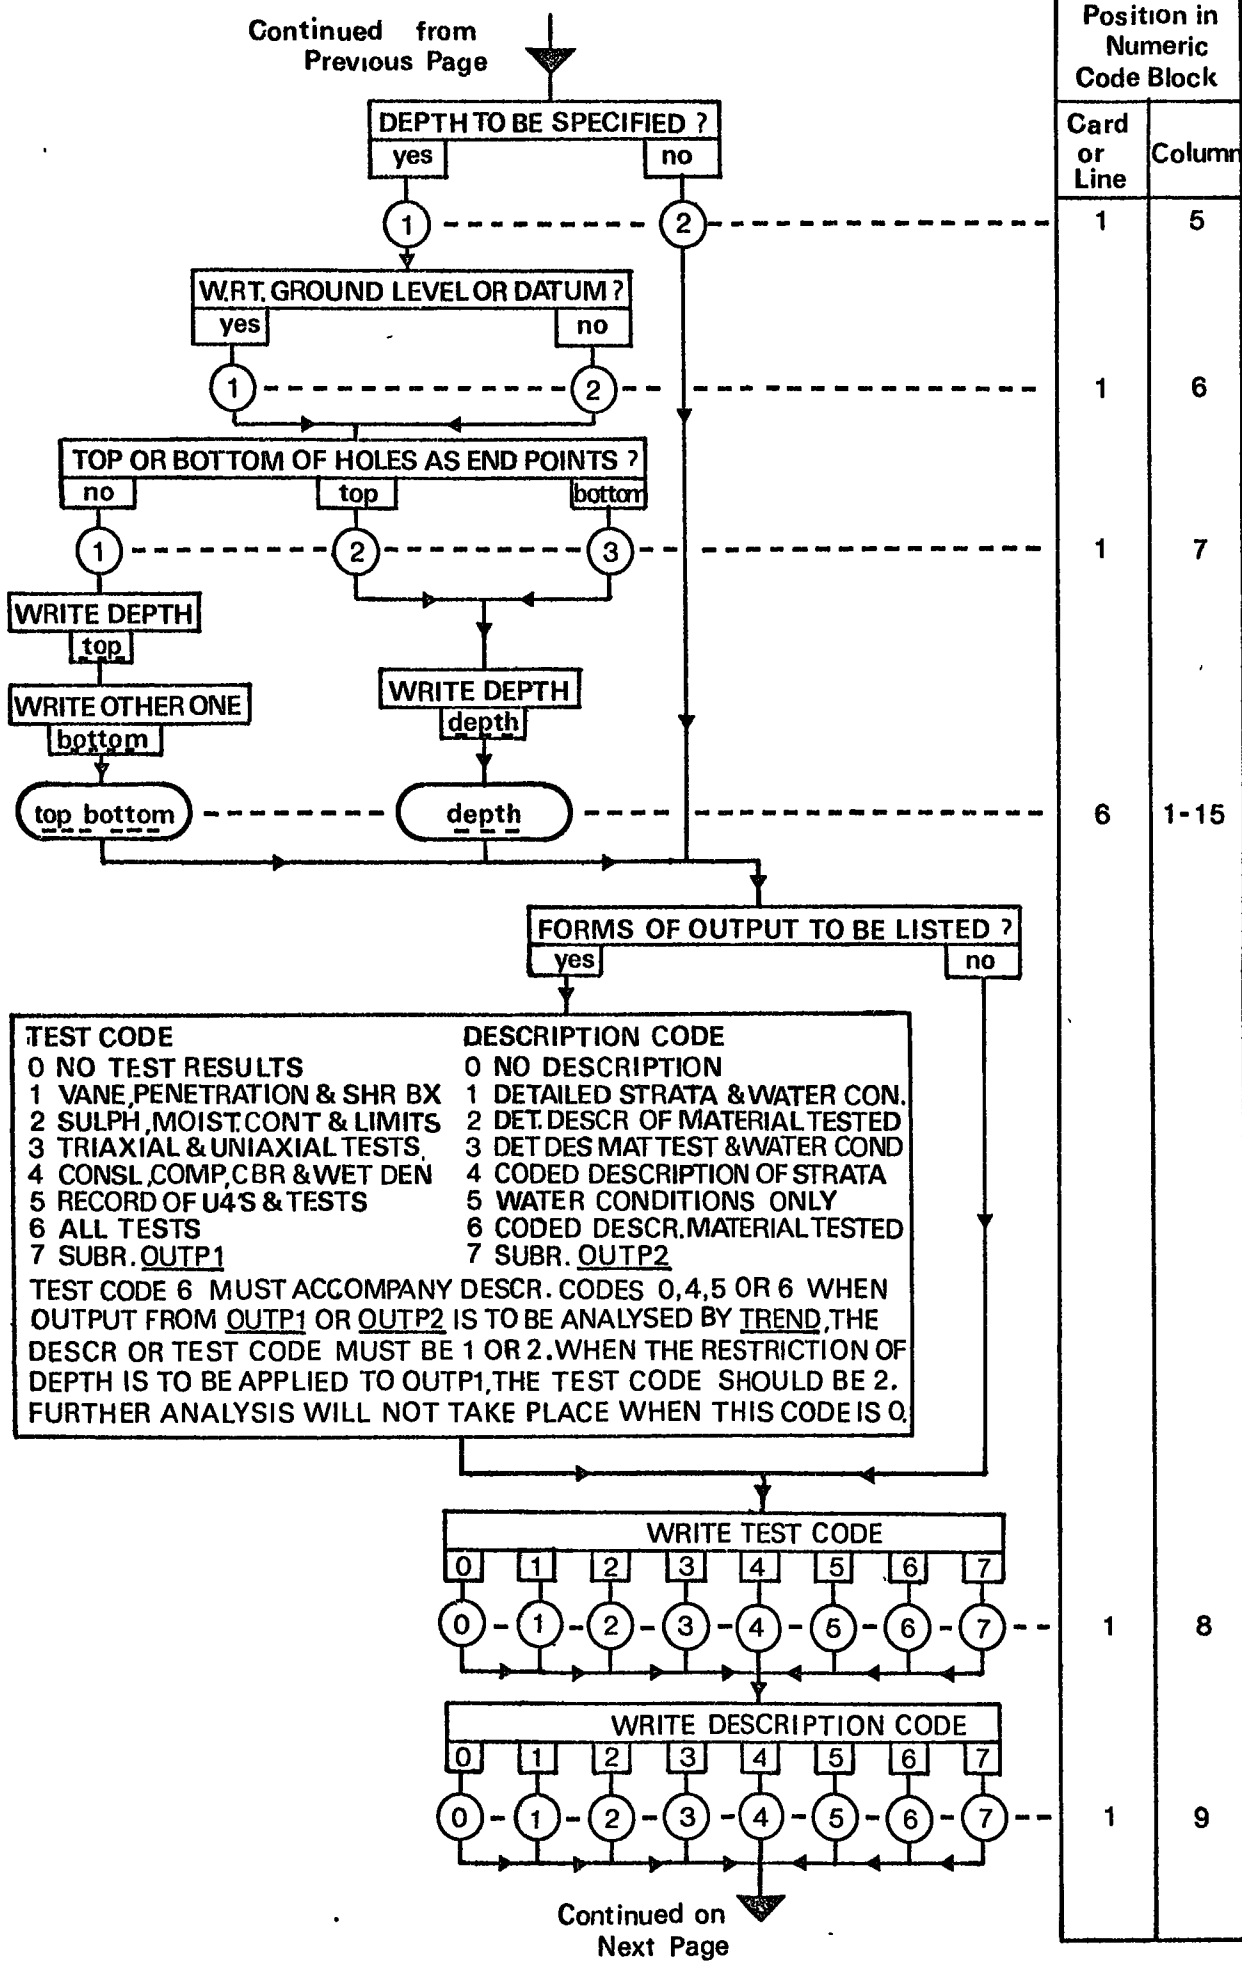 Continued from
Previous Page
Position in
Numeric
Code Block
Card
or
Line
Column
DEPTH TO BE SPECIFIED ?
yes no
1 2 1 5
W.RT. GROUND LEVEL OR DATUM ?
yes no
1 2 1 6
TOP OR BOTTOM OF HOLES AS END POINTS ?
no top bottom
1 2 3 1 7
WRITE DEPTH
top
WRITE OTHER ONE
bottom
WRITE DEPTH
depth
top bottom depth 6 1-15
FORMS OF OUTPUT TO BE LISTED ?
yes no
TEST CODE
0 NO TEST RESULTS
1 VANE,PENETRATION & SHR BX
2 SULPH,MOIST.CONT & LIMITS
3 TRIAXIAL & UNIAXIAL TESTS,
4 CONSL,COMP,CBR & WET DEN
5 RECORD OF U4'S & TESTS
6 ALL TESTS
7 SUBR. OUTP1
DESCRIPTION CODE
0 NO DESCRIPTION
1 DETAILED STRATA & WATER CON.
2 DET. DESCR OF MATERIAL TESTED
3 DET DES MAT TEST & WATER COND
4 CODED DESCRIPTION OF STRATA
5 WATER CONDITIONS ONLY
6 CODED DESCR. MATERIAL TESTED
7 SUBR. OUTP2
TEST CODE 6 MUST ACCOMPANY DESCR. CODES 0,4,5 OR 6 WHEN
OUTPUT FROM OUTP1 OR OUTP2 IS TO BE ANALYSED BY TREND,THE
DESCR OR TEST CODE MUST BE 1 OR 2. WHEN THE RESTRICTION OF
DEPTH IS TO BE APPLIED TO OUTP1,THE TEST CODE SHOULD BE 2.
FURTHER ANALYSIS WILL NOT TAKE PLACE WHEN THIS CODE IS 0.
WRITE TEST CODE
0 1 2 3 4 5 6 7
0 1 2 3 4 5 6 7 1 8
WRITE DESCRIPTION CODE
0 1 2 3 4 5 6 7
0 1 2 3 4 5 6 7 1 9
Continued on
Next Page